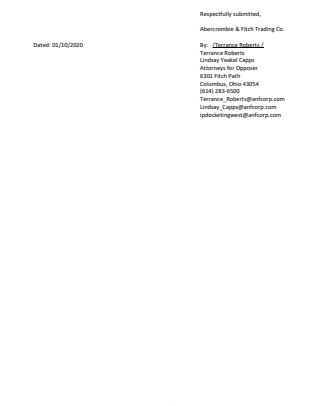 Respectfully submitted,
Abercrombie & Fitch Trading Co.
Dated: 01/10/2020
By: /Terrance Roberts /
Terrance Roberts
Lindsay Yeakel Capps
Attorneys for Opposer
6301 Fitch Path
Columbus, Ohio 43054
(614) 283-6500
Terrance_Roberts@anfcorp.com
Lindsay_Capps@anfcorp.com
ipdocketingwest@anfcorp.com